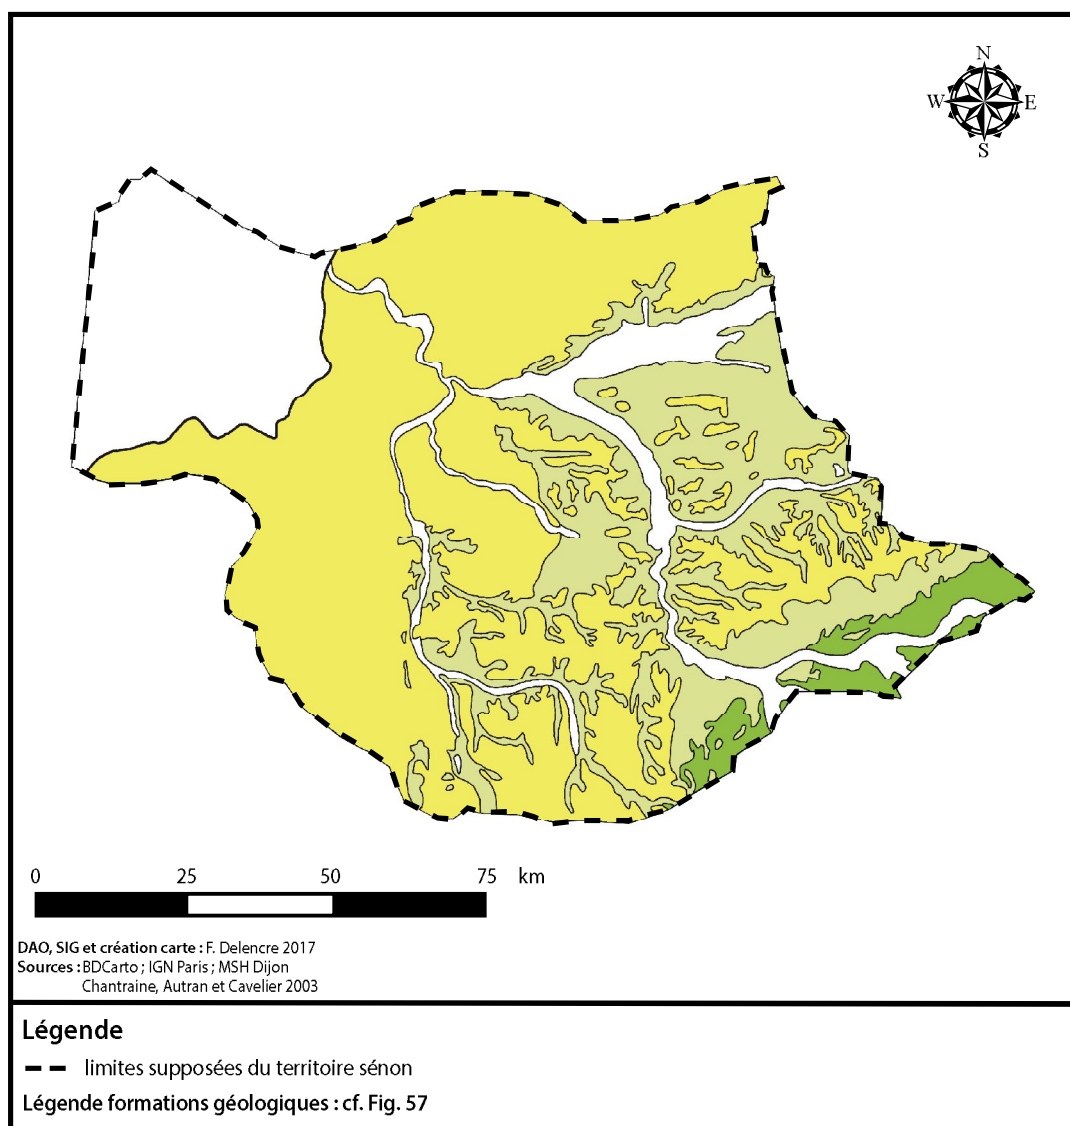 N
W E
S
0 25 50 75 km
DAO, SIG et création carte : F. Delencre 2017
Sources : BDCarto ; IGN Paris ; MSH Dijon
Chantraine, Autran et Cavelier 2003
Légende
limites supposées du territoire sénon
Légende formations géologiques : cf. Fig. 57